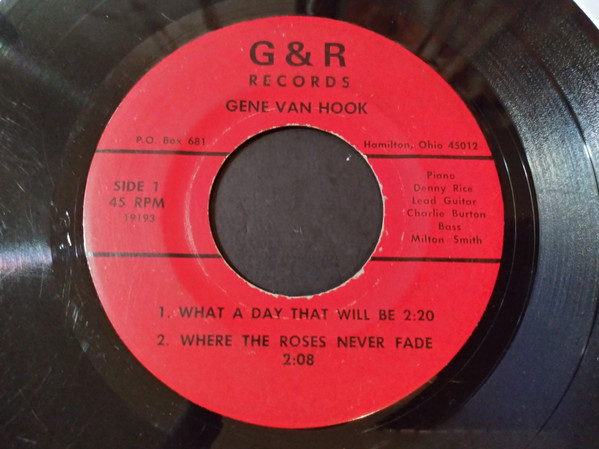 G & R
RECORDS
GENE VAN HOOK
P.O. Box 681
Hamilton, Ohio 45012
SIDE 1
45 RPM
19193
Piano
Denny Rice
Lead Guitar
Charlie Burton
Bass
Milton Smith
1. WHAT A DAY THAT WILL BE 2:20
2. WHERE THE ROSES NEVER FADE
2:08